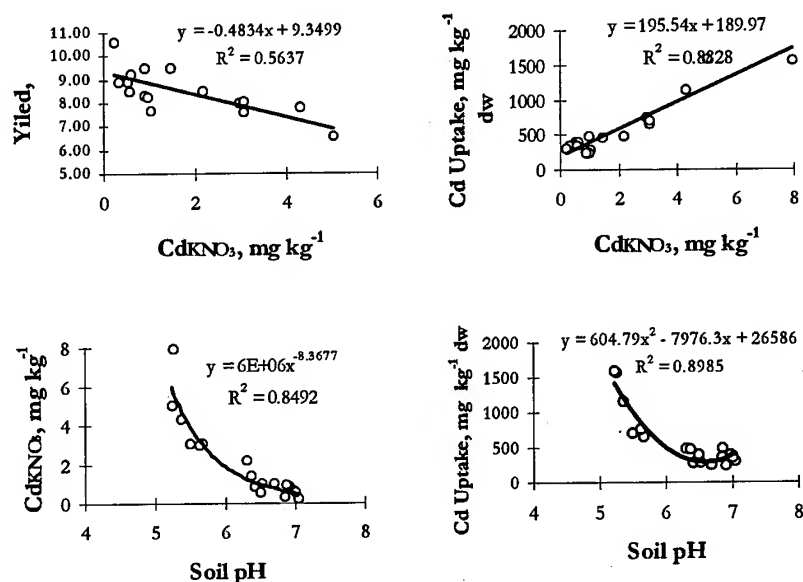 y = -0.4834x + 9.3499
R² = 0.5637
11.00
10.00
9.00
8.00
7.00
6.00
5.00
Yiled,
0
2
4
6
CdKNO₃, mg kg⁻¹
y = 195.54x + 189.97
R² = 0.8828
2000
1500
1000
500
0
Cd Uptake, mg kg⁻¹
dw
0
2
4
6
8
CdKNO₃, mg kg⁻¹
y = 6E+06x⁻⁸·³⁶⁷⁷
R² = 0.8492
8
6
4
2
0
CdKNO₃, mg kg⁻¹
4
5
6
7
8
Soil pH
y = 604.79x² - 7976.3x + 26586
R² = 0.8985
2000
1500
1000
500
0
Cd Uptake, mg kg⁻¹ dw
4
5
6
7
8
Soil pH